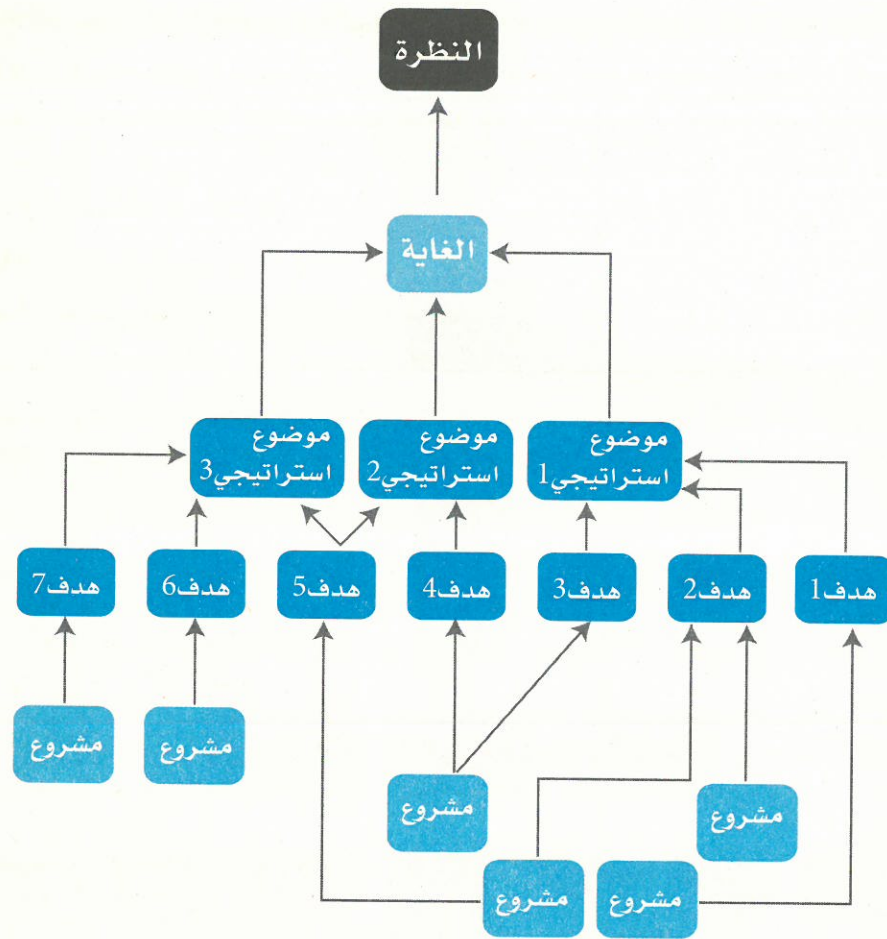 النظرة
الغاية
موضوع
استراتيجي1
موضوع
استراتيجي2
موضوع
استراتيجي3
هدف1
هدف2
هدف3
هدف4
هدف5
هدف6
هدف7
مشروع
مشروع
مشروع
مشروع
مشروع
مشروع